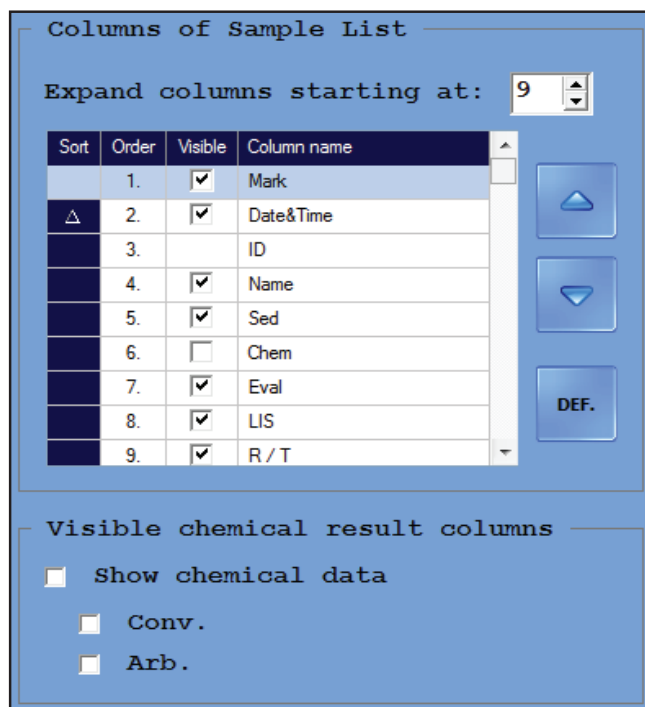 Columns of Sample List
Expand columns starting at: 9
Sort Order Visible Column name
1. Mark
2. Date&Time
3. ID
4. Name
5. Sed
6. Chem
7. Eval
8. LIS
9. R / T
DEF.
Visible chemical result columns
Show chemical data
Conv.
Arb.